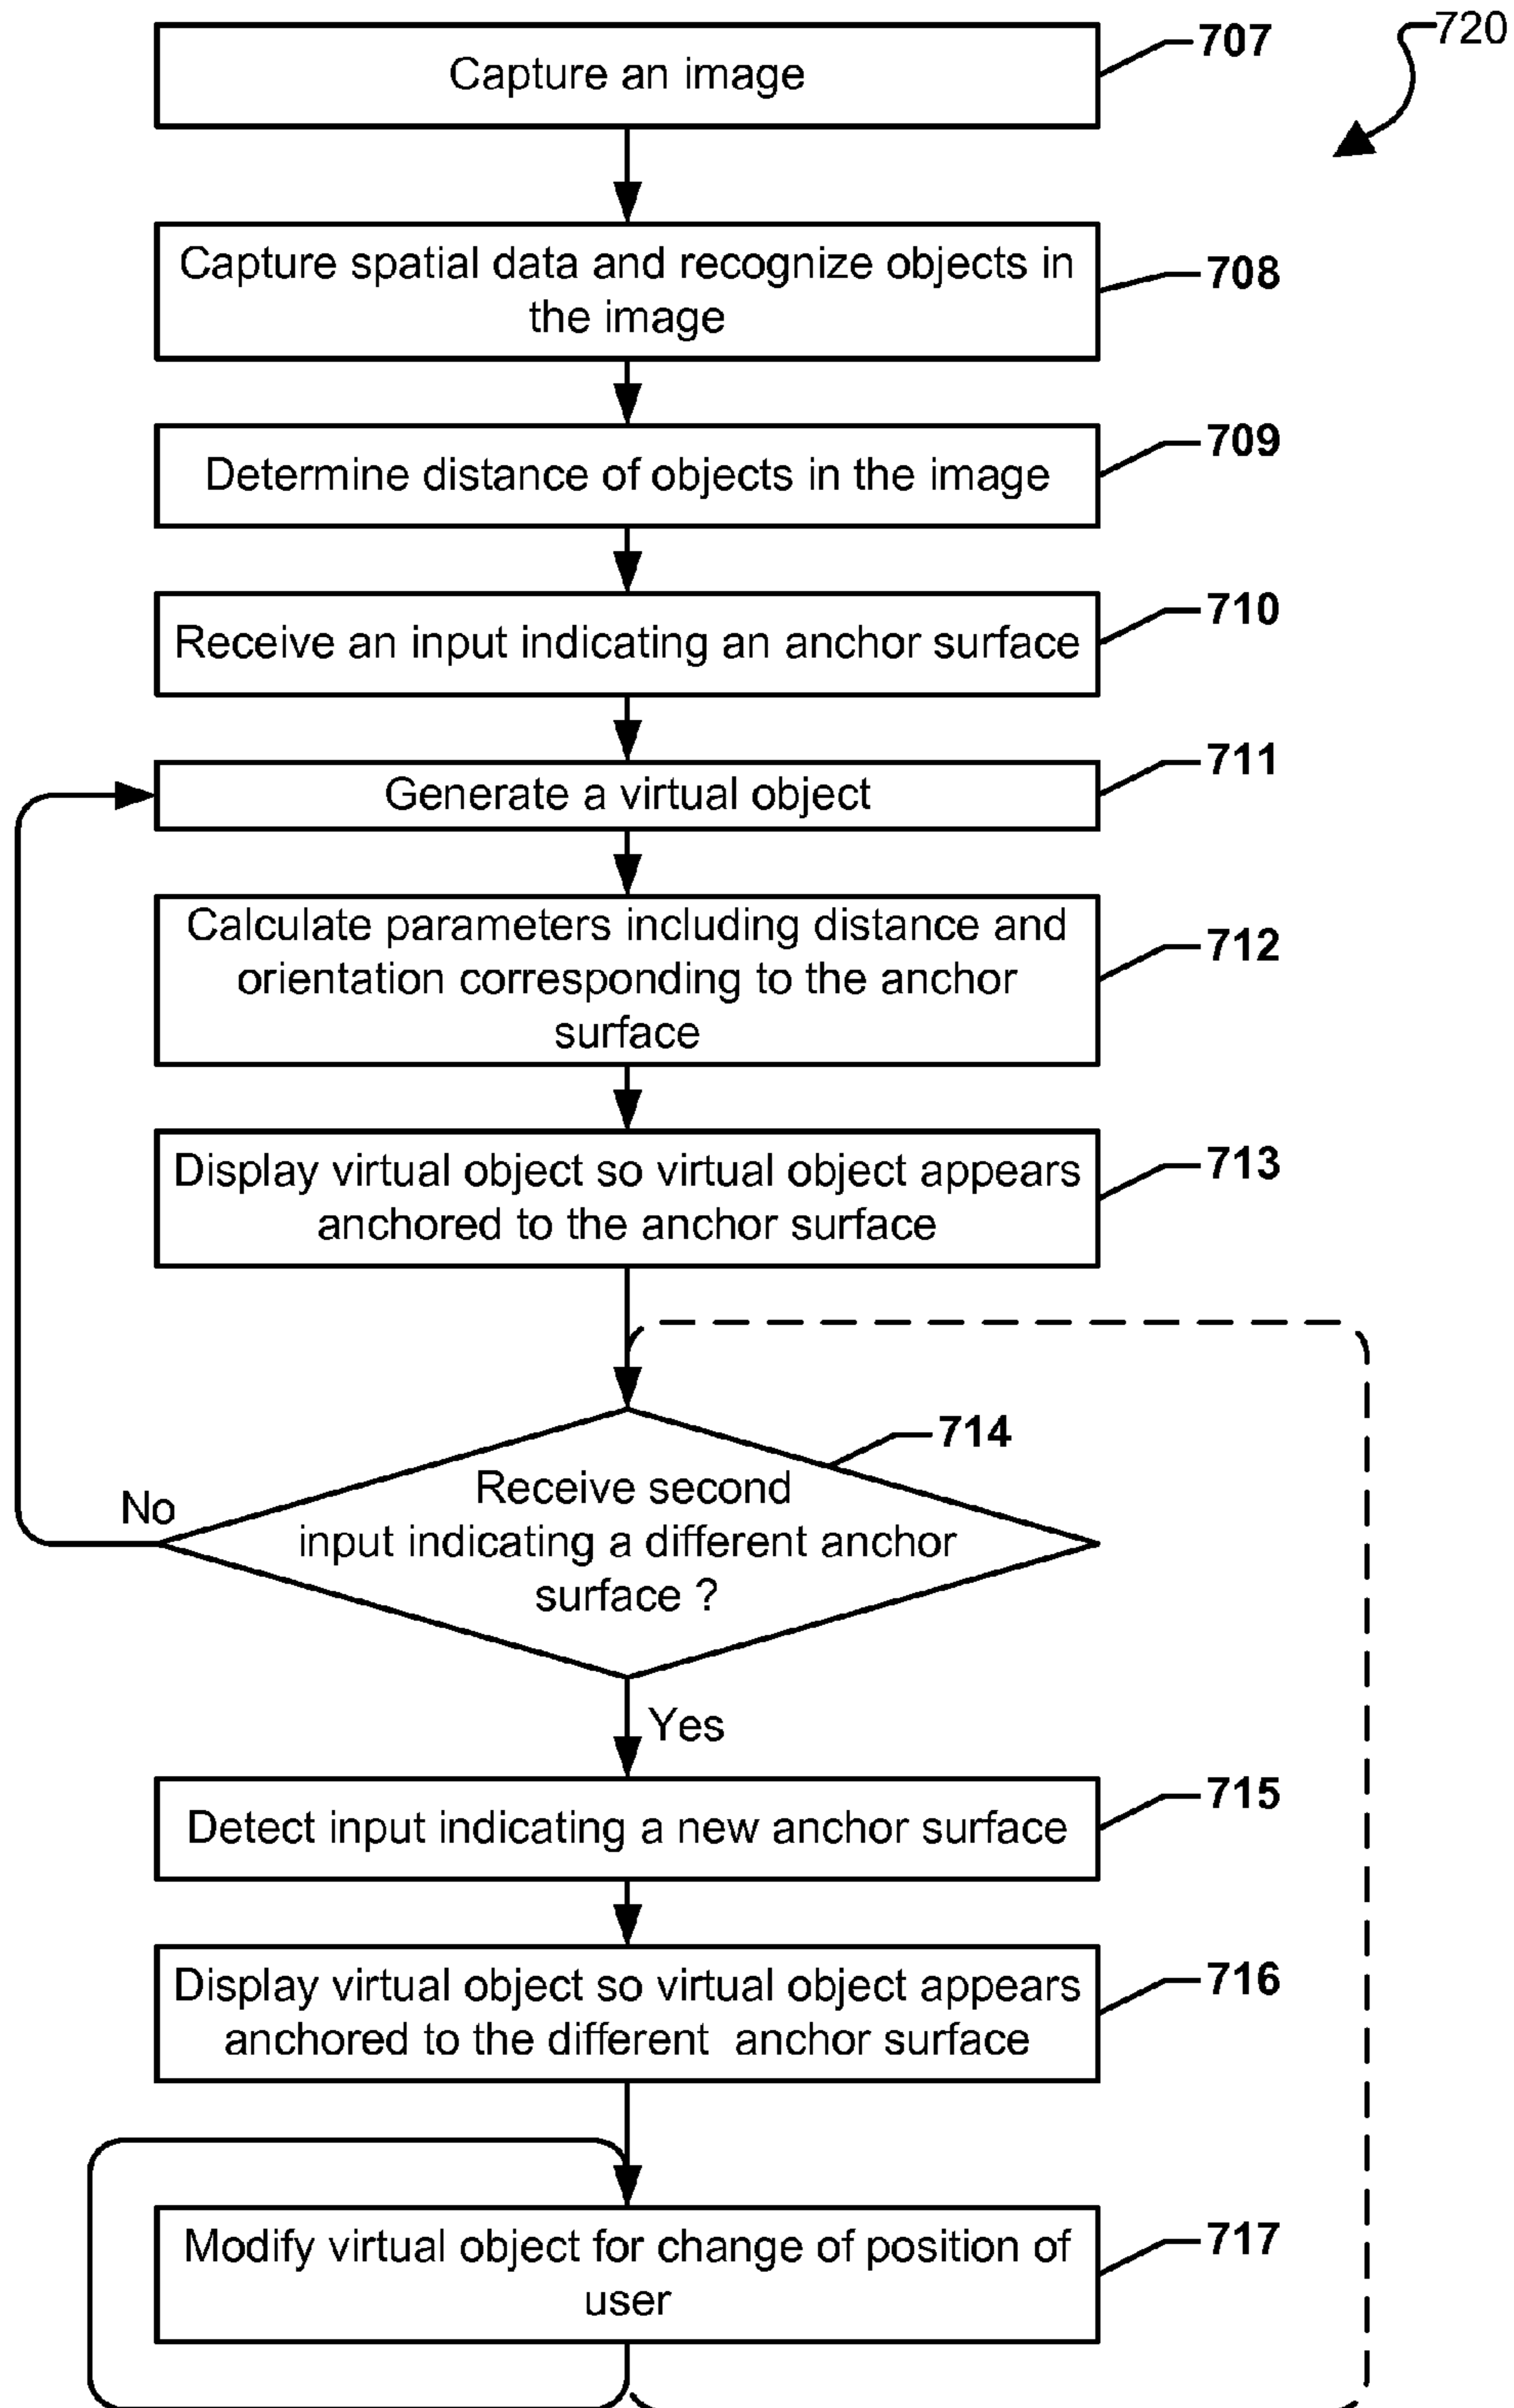 720
Capture an image
707
Capture spatial data and recognize objects in
the image
708
Determine distance of objects in the image
709
Receive an input indicating an anchor surface
710
Generate a virtual object
711
Calculate parameters including distance and
orientation corresponding to the anchor
surface
712
Display virtual object so virtual object appears
anchored to the anchor surface
713
Receive second
input indicating a different anchor
surface ?
714
No
Yes
Detect input indicating a new anchor surface
715
Display virtual object so virtual object appears
anchored to the different anchor surface
716
Modify virtual object for change of position of
user
717